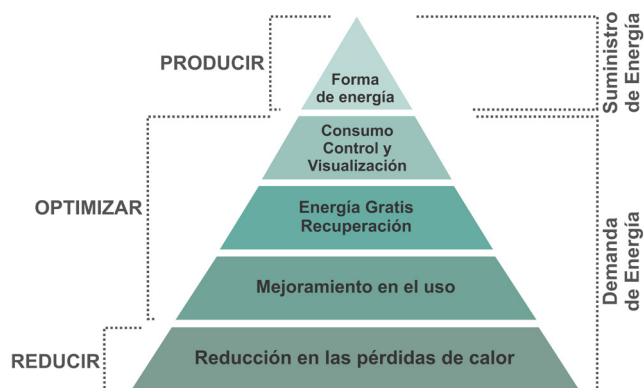 PRODUCIR
Forma
de energía
Suministro
de Energía
Consumo
Control y
Visualización
OPTIMIZAR
Energía Gratis
Recuperación
Mejoramiento en el uso
Demanda
de Energía
REDUCIR
Reducción en las pérdidas de calor